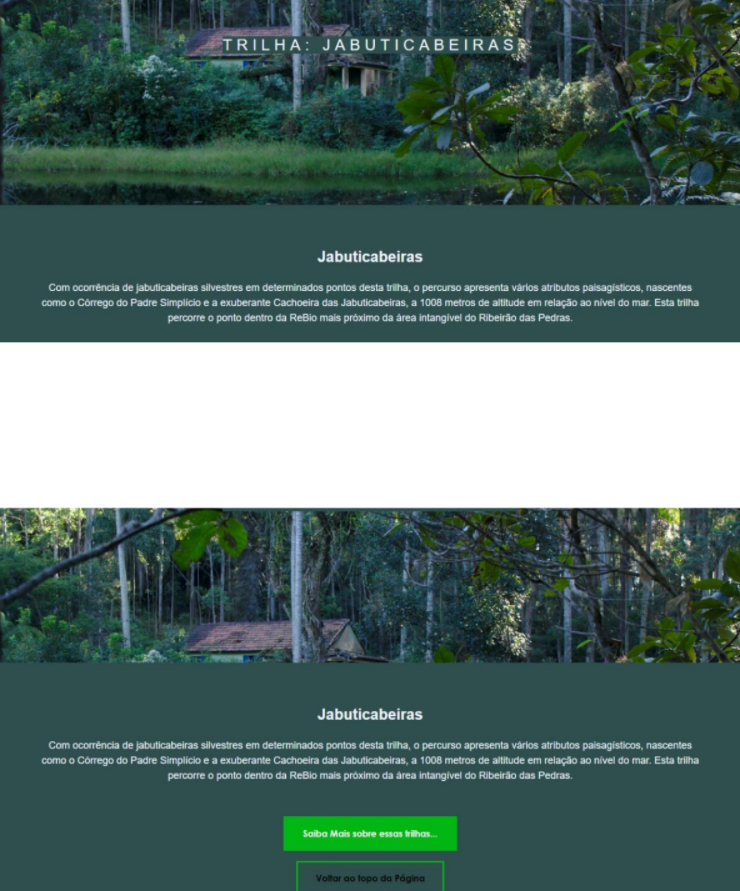 TRILHA: JABUTICABEIRAS
Jabuticabeiras
Com ocorrência de jabuticabeiras silvestres em determinados pontos desta trilha, o percurso apresenta vários atributos paisagísticos, nascentes
como o Córrego do Padre Simplício e a exuberante Cachoeira das Jabuticabeiras, a 1008 metros de altitude em relação ao nível do mar. Esta trilha
percorre o ponto dentro da ReBio mais próximo da área intangível do Ribeirão das Pedras.
Jabuticabeiras
Com ocorrência de jabuticabeiras silvestres em determinados pontos desta trilha, o percurso apresenta vários atributos paisagísticos, nascentes
como o Córrego do Padre Simplício e a exuberante Cachoeira das Jabuticabeiras, a 1008 metros de altitude em relação ao nível do mar. Esta trilha
percorre o ponto dentro da ReBio mais próximo da área intangível do Ribeirão das Pedras.
Saiba Mais sobre essas trilhas...
Voltar ao topo da Página